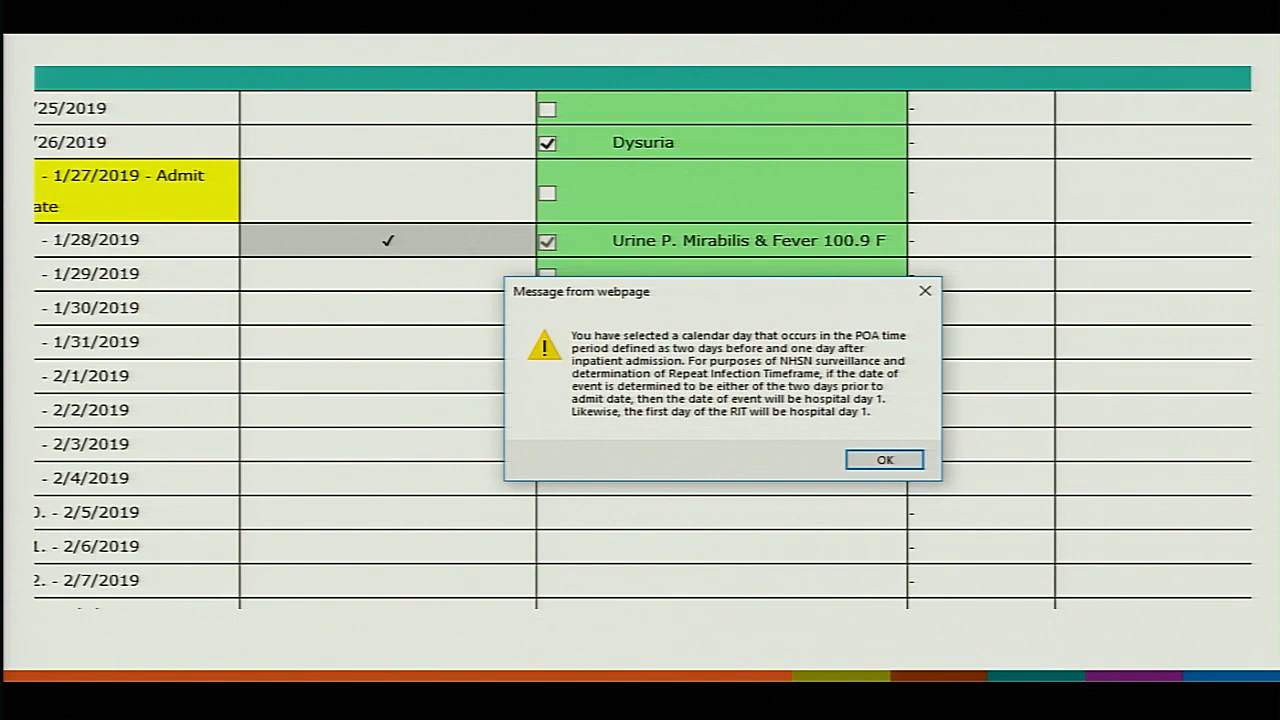 /25/2019 -
/26/2019 Dysuria -
- 1/27/2019 - Admit
ate -
- 1/28/2019 ✓ Urine P. Mirabilis & Fever 100.9 F -
- 1/29/2019
Message from webpage
- 1/30/2019
You have selected a calendar day that occurs in the POA time
period defined as two days before and one day after
inpatient admission. For purposes of NHSN surveillance and
determination of Repeat Infection Timeframe, if the date of
event is determined to be either of the two days prior to
admit date, then the date of event will be hospital day 1.
Likewise, the first day of the RIT will be hospital day 1.
OK
- 1/31/2019
- 2/1/2019
- 2/2/2019
- 2/3/2019
- 2/4/2019
0. - 2/5/2019 -
1. - 2/6/2019 -
2. - 2/7/2019 -